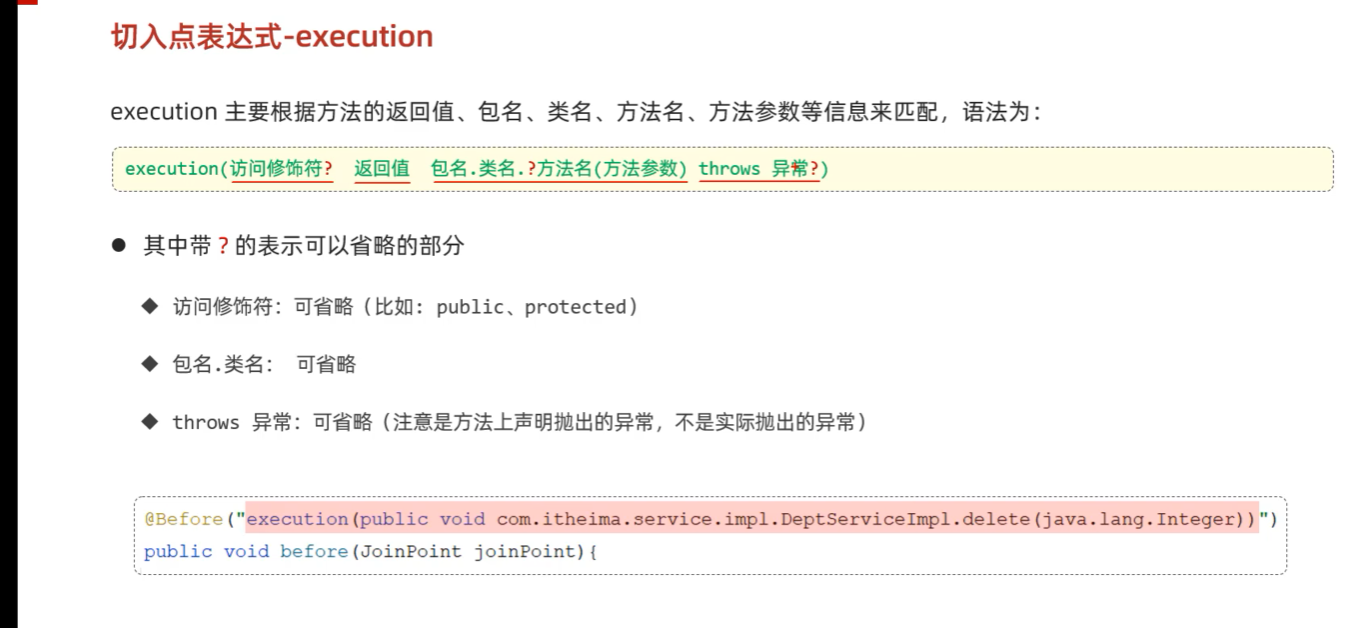 切入点表达式-execution
execution 主要根据方法的返回值、包名、类名、方法名、方法参数等信息来匹配，语法为：
execution(访问修饰符? 返回值 包名.类名.?方法名(方法参数) throws 异常?)
● 其中带 ? 的表示可以省略的部分
◆ 访问修饰符：可省略（比如: public、protected）
◆ 包名.类名： 可省略
◆ throws 异常：可省略（注意是方法上声明抛出的异常，不是实际抛出的异常）
@Before("execution(public void com.itheima.service.impl.DeptServiceImpl.delete(java.lang.Integer))")
public void before(JoinPoint joinPoint){